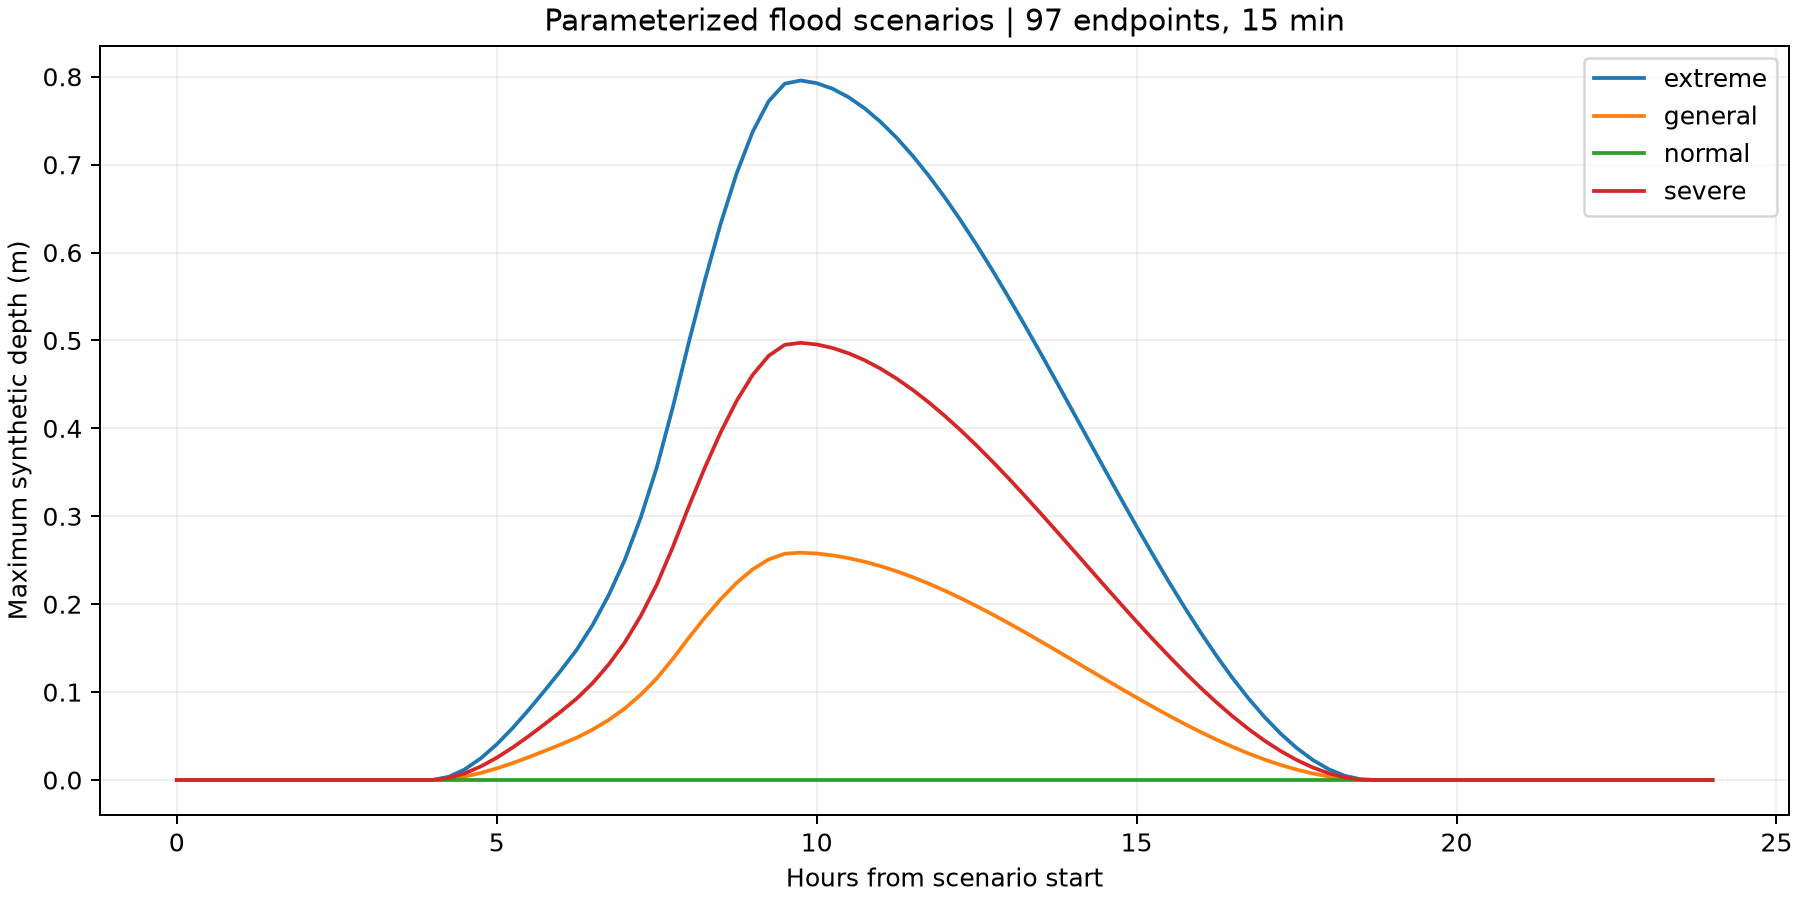 Parameterized flood scenarios | 97 endpoints, 15 min
extreme
general
normal
severe
Maximum synthetic depth (m)
0.8
0.7
0.6
0.5
0.4
0.3
0.2
0.1
0.0
0 5 10 15 20 25
Hours from scenario start